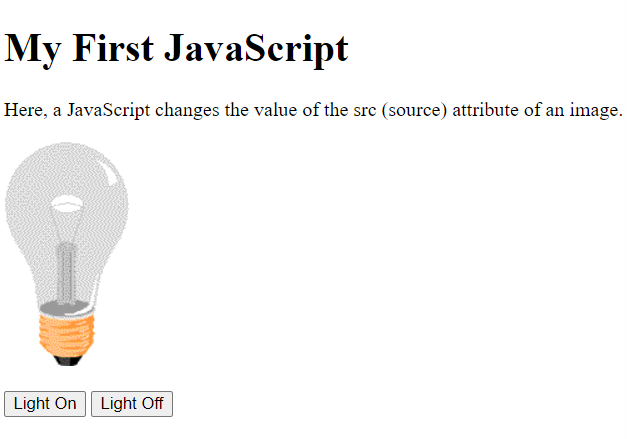 My First JavaScript
Here, a JavaScript changes the value of the src (source) attribute of an image.
Light On Light Off